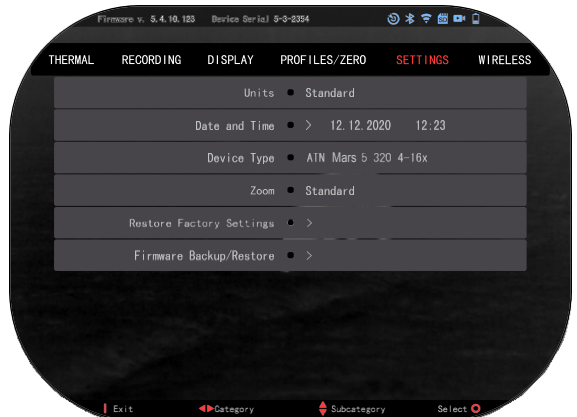 Firmware v. 5.4.10.123 Device Serial 5-3-2354
THERMAL RECORDING DISPLAY PROFILES/ZERO SETTINGS WIRELESS
Units Standard
Date and Time > 12.12.2020 12:23
Device Type ATN Mars 5 320 4-16x
Zoom Standard
Restore Factory Settings >
Firmware Backup/Restore >
Exit Category Subcategory Select